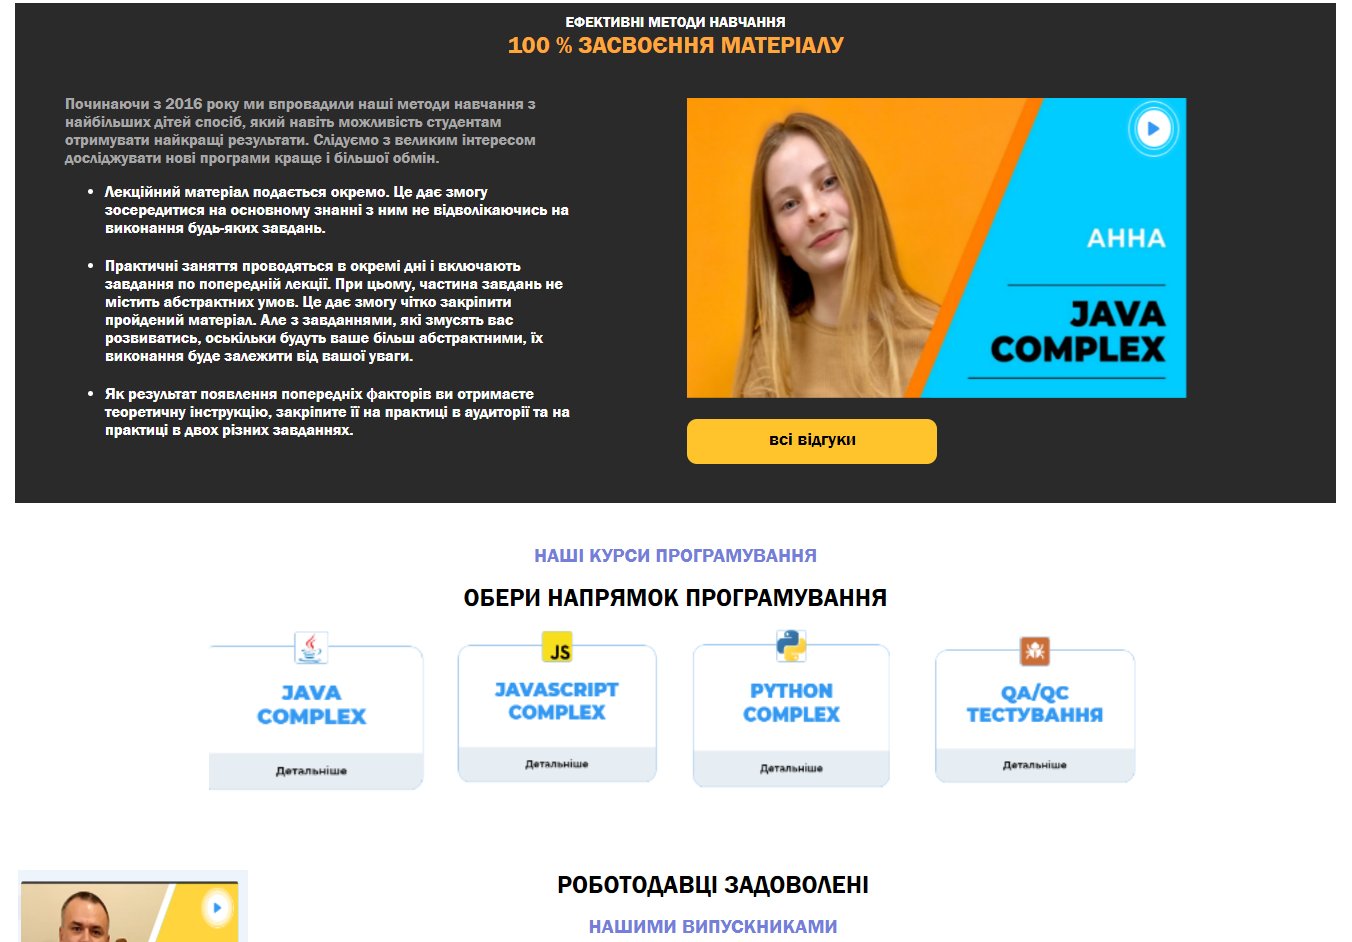 ЕФЕКТИВНІ МЕТОДИ НАВЧАННЯ
100 % ЗАСВОЄННЯ МАТЕРІАЛУ
Починаючи з 2016 року ми впровадили наші методи навчання з
найбільших дітей спосіб, який навіть можливість студентам
отримувати найкращі результати. Слідуємо з великим інтересом
досліджувати нові програми краще і більшої обмін.
• Лекційний матеріал подається окремо. Це дає змогу
зосередитися на основному знанні з ним не відволікаючись на
виконання будь-яких завдань.
• Практичні заняття проводяться в окремі дні і включають
завдання по попередній лекції. При цьому, частина завдань не
містить абстрактних умов. Це дає змогу чітко закріпити
пройдений матеріал. Але з завданнями, які змусять вас
розвиватись, оскільки будуть ваше більш абстрактними, їх
виконання буде залежити від вашої уваги.
• Як результат появлення попередніх факторів ви отримаєте
теоретичну інструкцію, закріпите її на практиці в аудиторії та на
практиці в двох різних завданнях.
АННА
JAVA
COMPLEX
всі відгуки
НАШІ КУРСИ ПРОГРАМУВАННЯ
ОБЕРИ НАПРЯМОК ПРОГРАМУВАННЯ
JAVA
COMPLEX
Детальніше
JS
JAVASCRIPT
COMPLEX
Детальніше
PYTHON
COMPLEX
Детальніше
QA/QC
ТЕСТУВАННЯ
Детальніше
РОБОТОДАВЦІ ЗАДОВОЛЕНІ
НАШИМИ ВИПУСКНИКАМИ